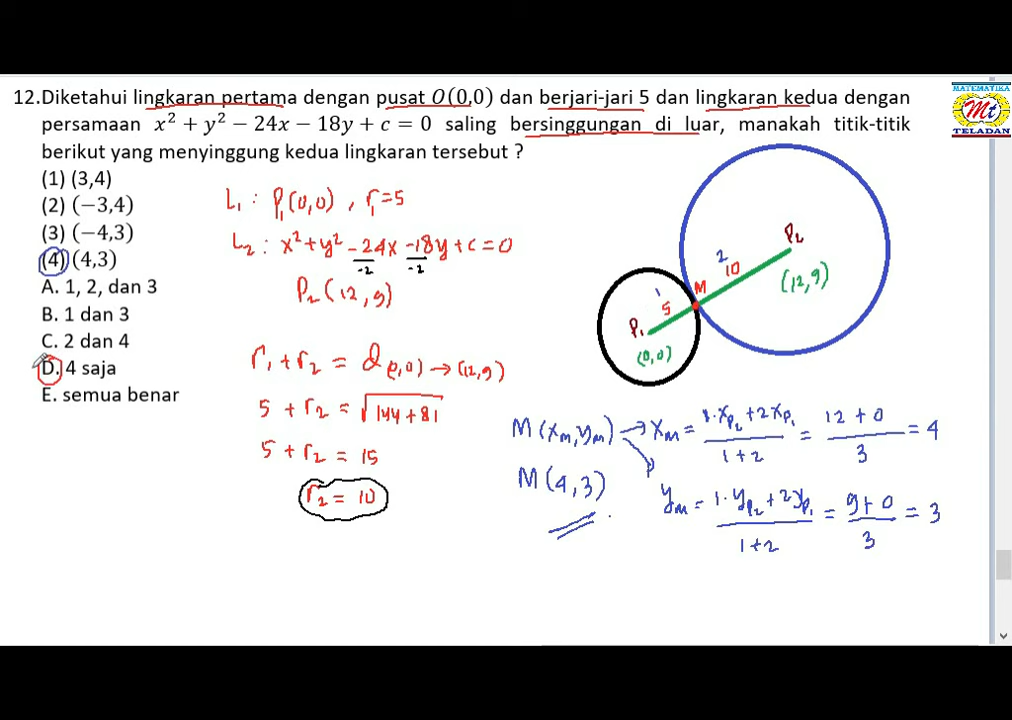 12.Diketahui lingkaran pertama dengan pusat O(0,0) dan berjari-jari 5 dan lingkaran kedua dengan
persamaan x² + y² − 24x − 18y + c = 0 saling bersinggungan di luar, manakah titik-titik
berikut yang menyinggung kedua lingkaran tersebut ?
(1) (3,4)
(2) (−3,4)
(3) (−4,3)
(4) (4,3)
A. 1, 2, dan 3
B. 1 dan 3
C. 2 dan 4
D. 4 saja
E. semua benar
MATEMATIKA
Mt
TELADAN
L₁ : P₁(0,0) , r₁=5
L₂ : x²+y² -24x -18y +c =0
-2 -2
P₂ (12,9)
r₁ + r₂ = d(0,0) → (12,9)
5 + r₂ = √144+81
5 + r₂ = 15
r₂ = 10
P₂
(12,9)
2
10
M
1
5
P₁
(0,0)
M(xₘ,yₘ) → xₘ = 1.xp₂+2xp₁ / 1+2 = 12+0 / 3 = 4
M(4,3)
yₘ = 1.yp₂+2yp₁ / 1+2 = 9+0 / 3 = 3